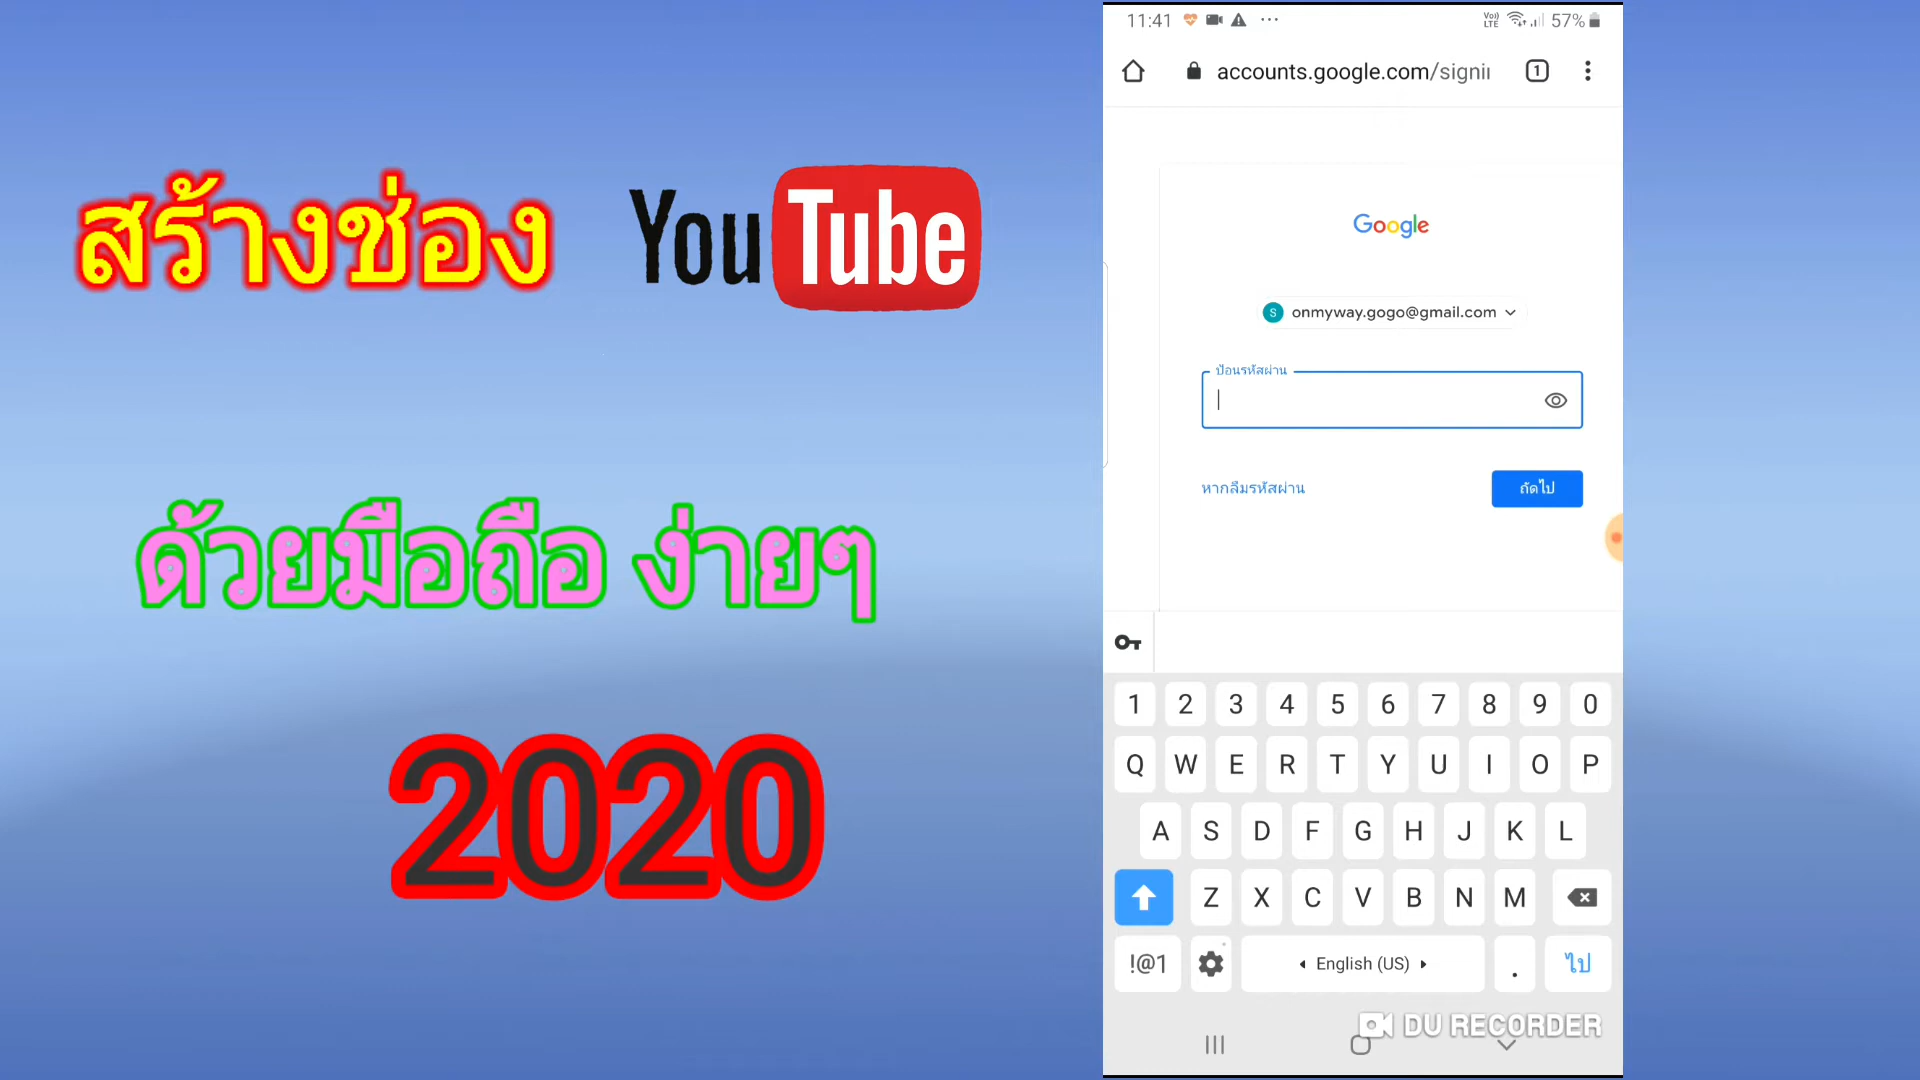 สร้างช่อง YouTube
ด้วยมือถือ ง่ายๆ
2020
11:41
VoLTE 57%
accounts.google.com/signi
1
Google
S onmyway.gogo@gmail.com
ป้อนรหัสผ่าน
หากลืมรหัสผ่าน ถัดไป
1 2 3 4 5 6 7 8 9 0
Q W E R T Y U I O P
A S D F G H J K L
Z X C V B N M
!@1 English (US) . ไป
DU RECORDER